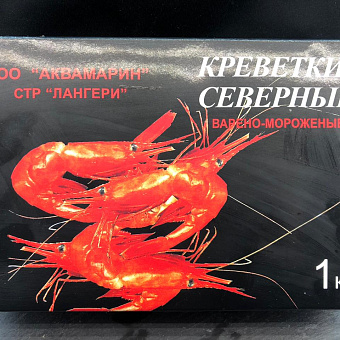 ОО "АКВАМАРИН"
СТР "ЛАНГЕРИ"
КРЕВЕТКИ
СЕВЕРНЫ
ВАРЕНО-МОРОЖЕНЫ
1 к